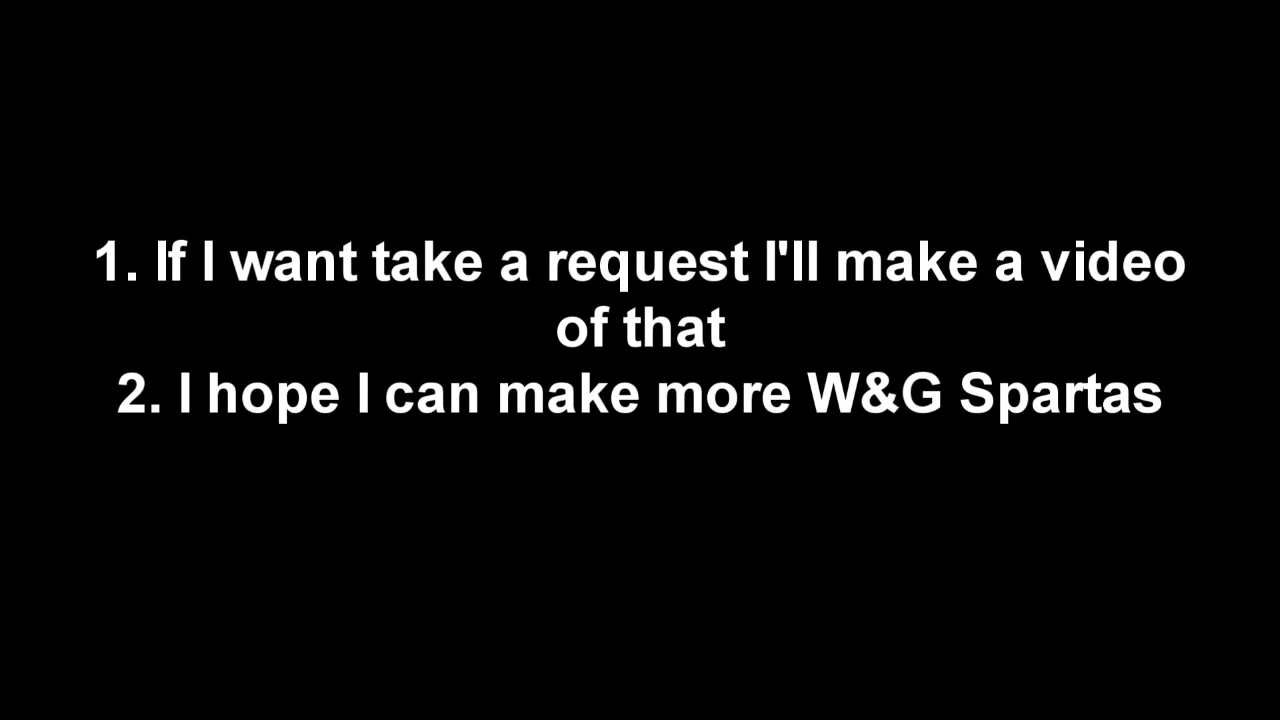 1. If I want take a request I'll make a video
of that
2. I hope I can make more W&G Spartas